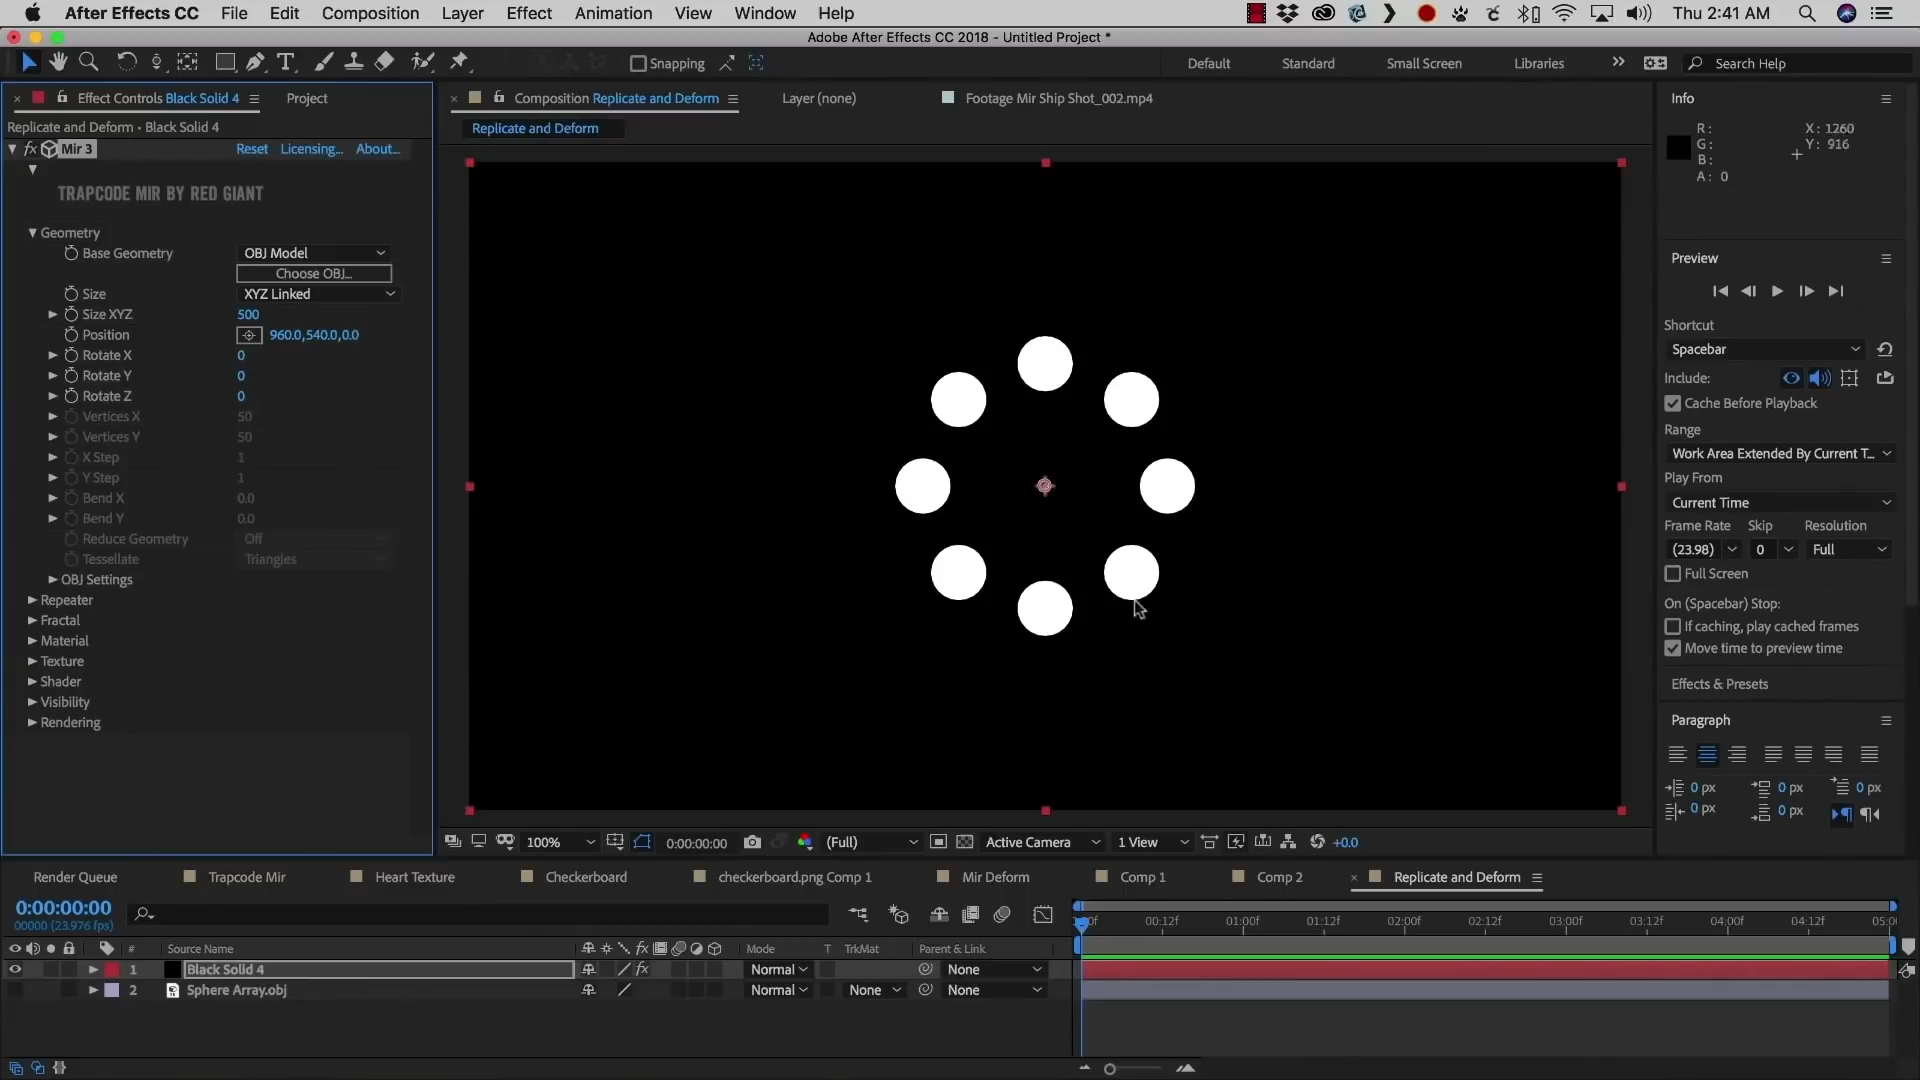 After Effects CC File Edit Composition Layer Effect Animation View Window Help Thu 2:41 AM
Adobe After Effects CC 2018 - Untitled Project *
Snapping Default Standard Small Screen Libraries Search Help
Effect Controls Black Solid 4 Project
Replicate and Deform • Black Solid 4
fx Mir 3 Reset Licensing... About...
TRAPCODE MIR BY RED GIANT
Geometry
Base Geometry OBJ Model
Choose OBJ...
Size XYZ Linked
Size XYZ 500
Position 960.0,540.0,0.0
Rotate X 0
Rotate Y 0
Rotate Z 0
Vertices X 50
Vertices Y 50
X Step 1
Y Step 1
Bend X 0.0
Bend Y 0.0
Reduce Geometry Off
Tessellate Triangles
OBJ Settings
Repeater
Fractal
Material
Texture
Shader
Visibility
Rendering
Composition Replicate and Deform Layer (none) Footage Mir Ship Shot_002.mp4
Replicate and Deform
100% 0:00:00:00 (Full) Active Camera 1 View +0.0
Info
R: X: 1260
G: Y: 916
B:
A: 0
Preview
Shortcut
Spacebar
Include:
Cache Before Playback
Range
Work Area Extended By Current T...
Play From
Current Time
Frame Rate Skip Resolution
(23.98) 0 Full
Full Screen
On (Spacebar) Stop:
If caching, play cached frames
Move time to preview time
Effects & Presets
Paragraph
0 px 0 px 0 px
0 px 0 px
Render Queue Trapcode Mir Heart Texture Checkerboard checkerboard.png Comp 1 Mir Deform Comp 1 Comp 2 Replicate and Deform
0:00:00:00
00000 (23.976 fps)
00:12f 01:00f 01:12f 02:00f 02:12f 03:00f 03:12f 04:00f 04:12f 05:00
# Source Name fx Mode T TrkMat Parent & Link
1 Black Solid 4 fx Normal None
2 Sphere Array.obj Normal None None